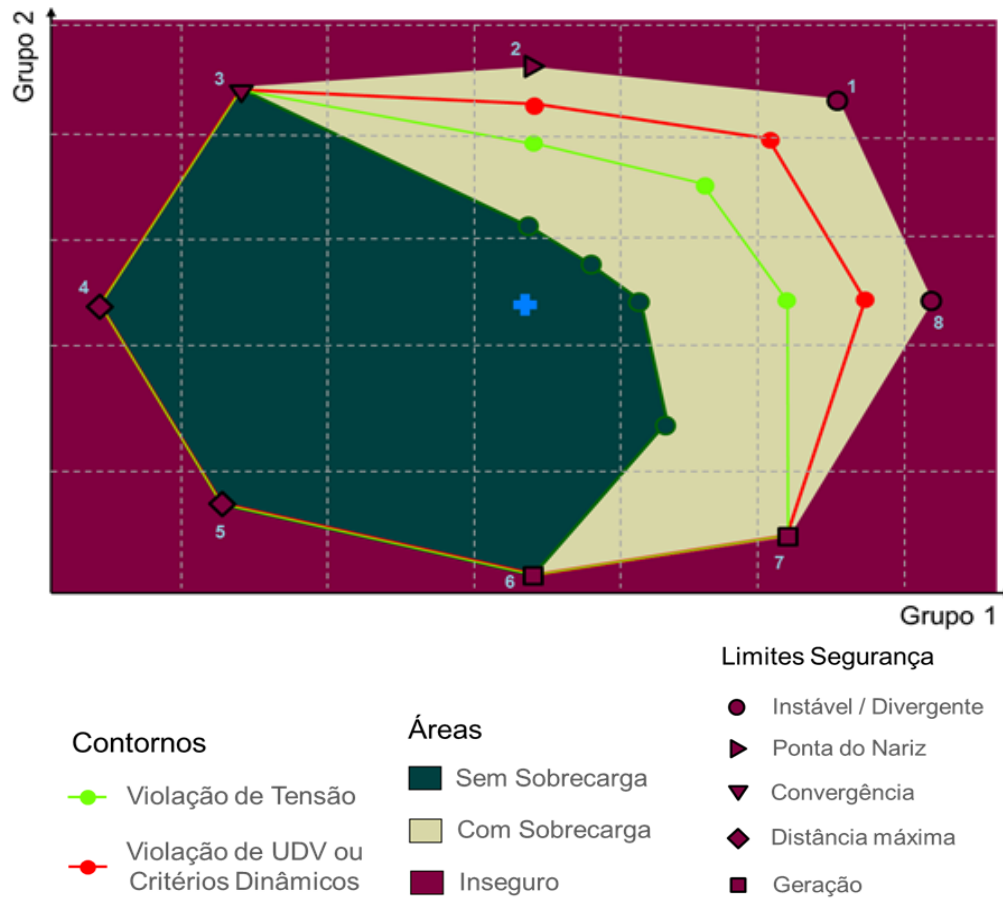 Grupo 2
2
1
3
4
8
5
6
7
Grupo 1
Limites Segurança
Instável / Divergente
Ponta do Nariz
Convergência
Distância máxima
Geração
Áreas
Sem Sobrecarga
Com Sobrecarga
Inseguro
Contornos
Violação de Tensão
Violação de UDV ou
Critérios Dinâmicos